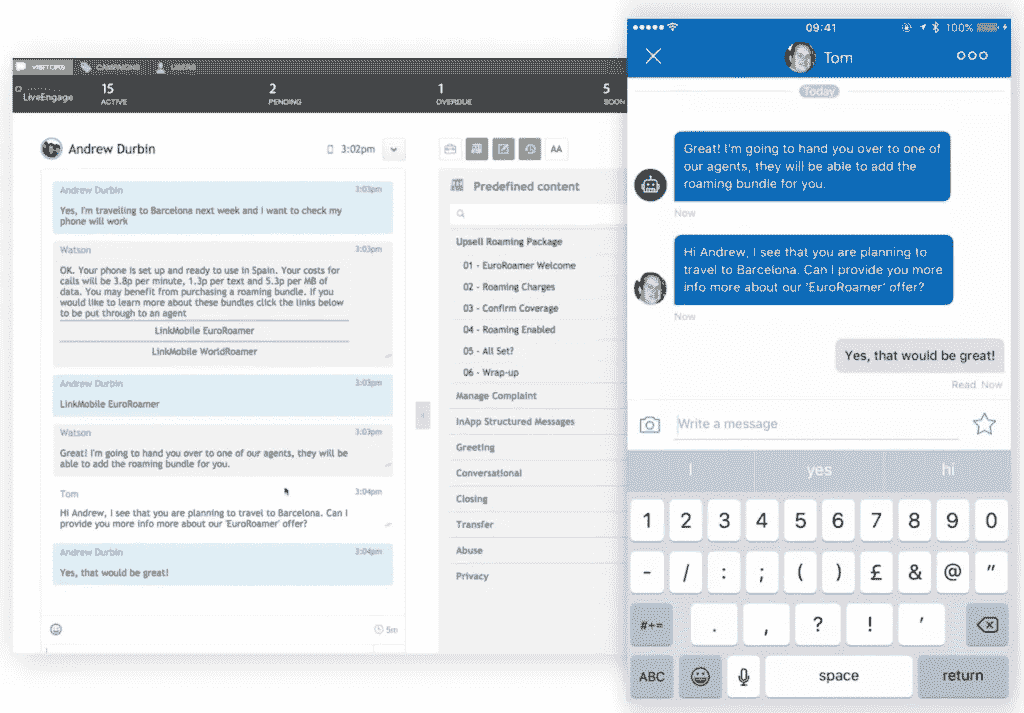 VISITORS CAMPAIGNS USERS
LiveEngage
15
ACTIVE
2
PENDING
1
OVERDUE
5
SOON
Andrew Durbin
3:02pm
Andrew Durbin 3:03pm
Yes, I'm travelling to Barcelona next week and I want to check my
phone will work
Watson 3:03pm
OK. Your phone is set up and ready to use in Spain. Your costs for
calls will be 3.8p per minute, 1.3p per text and 5.3p per MB of
data. You may benefit from purchasing a roaming bundle. If you
would like to learn more about these bundles click the links below
to be put through to an agent
LinkMobile EuroRoamer
LinkMobile WorldRoamer
Andrew Durbin 3:03pm
LinkMobile EuroRoamer
Watson 3:03pm
Great! I'm going to hand you over to one of our agents, they will be
able to add the roaming bundle for you.
Tom 3:04pm
Hi Andrew, I see that you are planning to travel to Barcelona. Can I
provide you more info more about our 'EuroRoamer' offer?
Andrew Durbin 3:04pm
Yes, that would be great!
5m
AA
Predefined content
Upsell Roaming Package
01 - EuroRoamer Welcome
02 - Roaming Charges
03 - Confirm Coverage
04 - Roaming Enabled
05 - All Set?
06 - Wrap-up
Manage Complaint
InApp Structured Messages
Greeting
Conversational
Closing
Transfer
Abuse
Privacy
09:41
100%
Tom
Today
Great! I'm going to hand you over to one of
our agents, they will be able to add the
roaming bundle for you.
Now
Hi Andrew, I see that you are planning to
travel to Barcelona. Can I provide you more
info more about our 'EuroRoamer' offer?
Now
Yes, that would be great!
Read Now
Write a message
I yes hi
1 2 3 4 5 6 7 8 9 0
- / : ; ( ) £ & @ "
#+= . , ? ! '
ABC space return